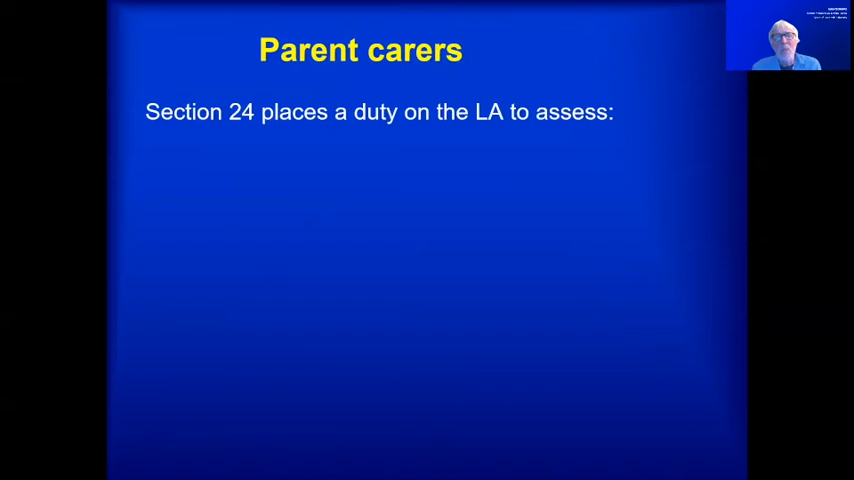 Parent carers
Section 24 places a duty on the LA to assess: